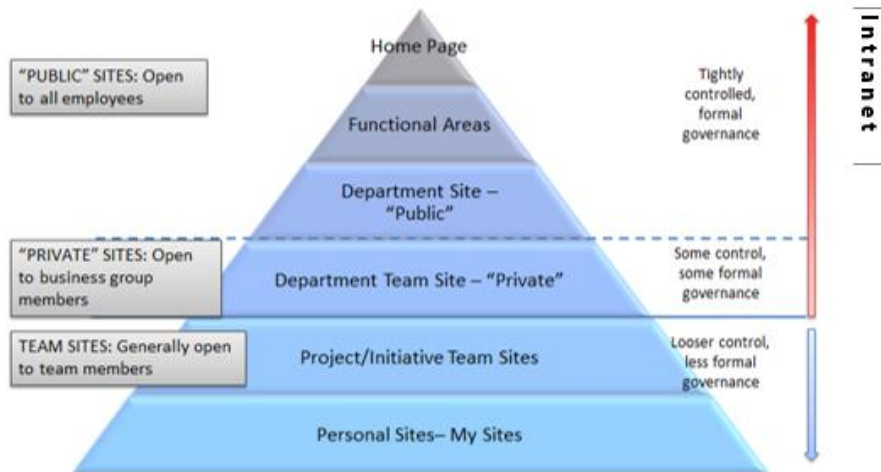 Home Page
Functional Areas
Department Site –
“Public”
Department Team Site – “Private”
Project/Initiative Team Sites
Personal Sites– My Sites
“PUBLIC” SITES: Open
to all employees
“PRIVATE” SITES: Open
to business group
members
TEAM SITES: Generally open
to team members
Tightly
controlled,
formal
governance
Some control,
some formal
governance
Looser control,
less formal
governance
Intranet